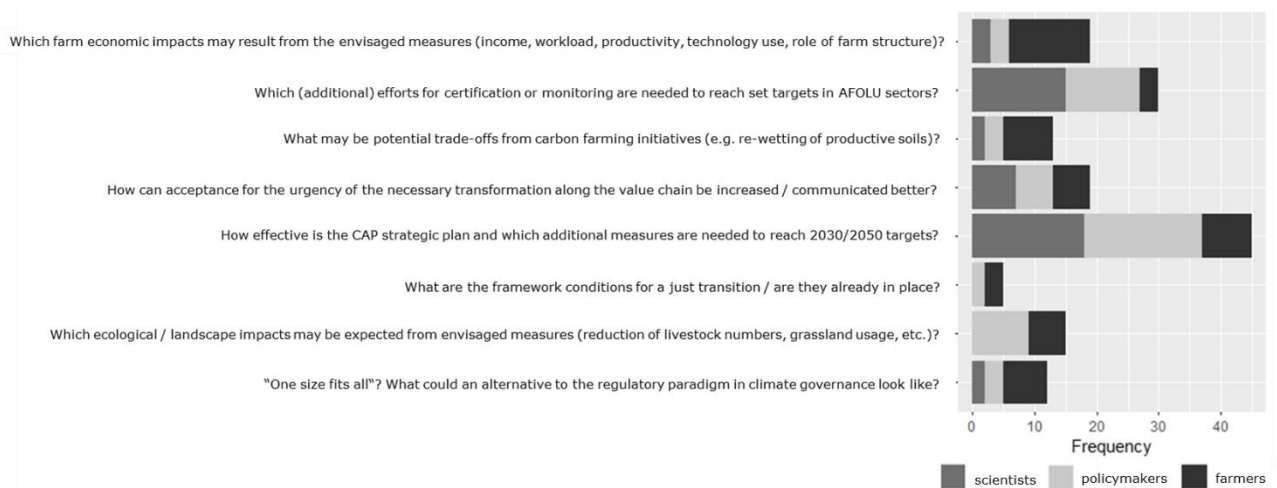 Which farm economic impacts may result from the envisaged measures (income, workload, productivity, technology use, role of farm structure)?
Which (additional) efforts for certification or monitoring are needed to reach set targets in AFOLU sectors?
What may be potential trade-offs from carbon farming initiatives (e.g. re-wetting of productive soils)?
How can acceptance for the urgency of the necessary transformation along the value chain be increased / communicated better?
How effective is the CAP strategic plan and which additional measures are needed to reach 2030/2050 targets?
What are the framework conditions for a just transition / are they already in place?
Which ecological / landscape impacts may be expected from envisaged measures (reduction of livestock numbers, grassland usage, etc.)?
"One size fits all"? What could an alternative to the regulatory paradigm in climate governance look like?
0 10 20 30 40
Frequency
scientists policymakers farmers